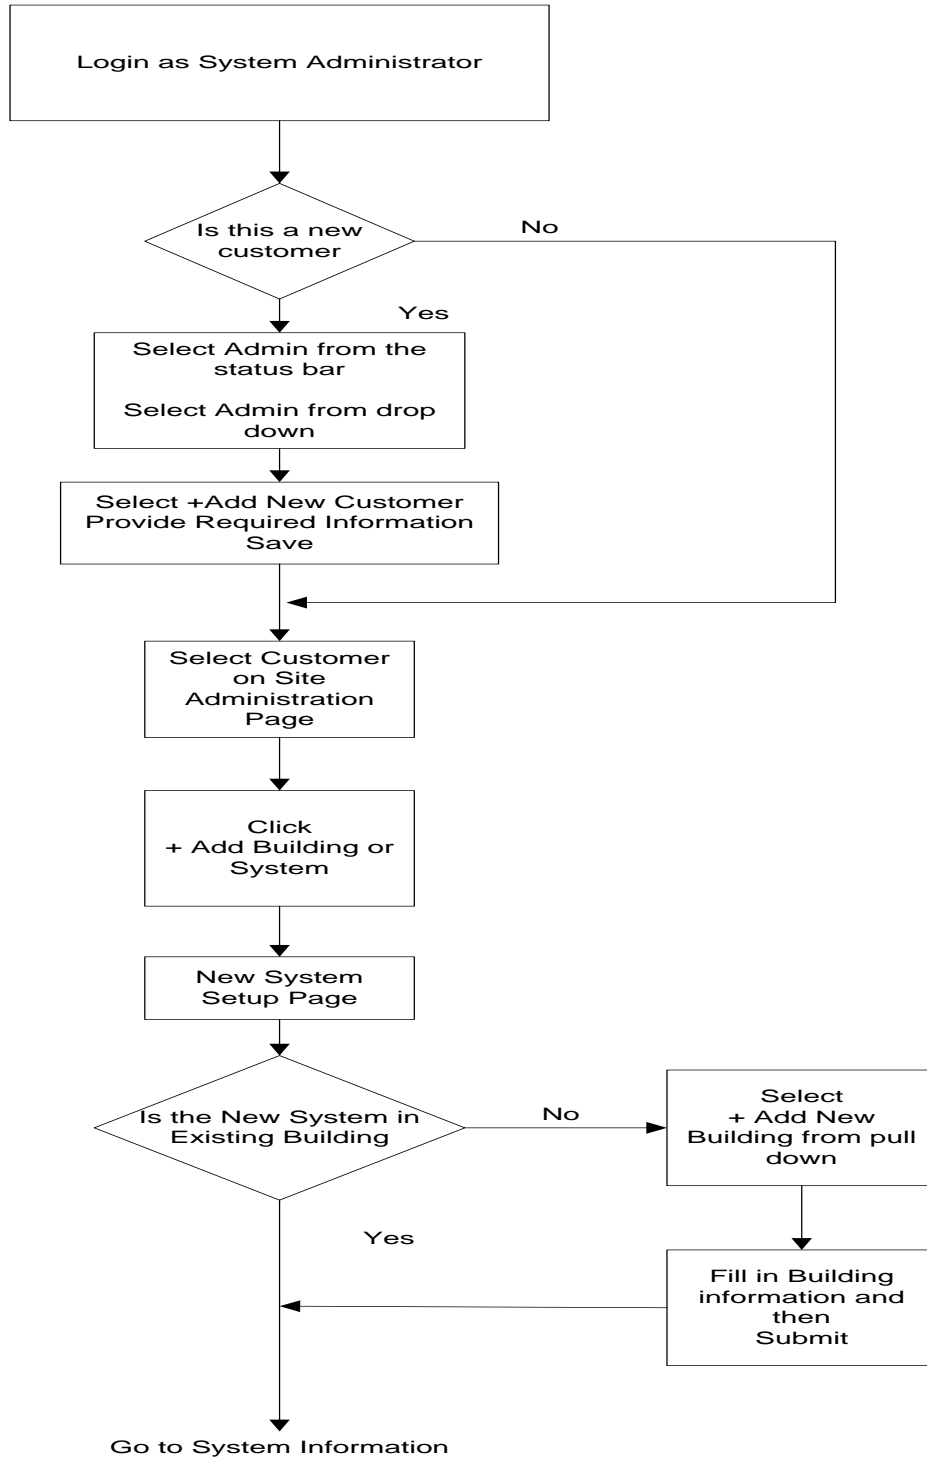 Login as System Administrator
Is this a new
customer
No
Yes
Select Admin from the
status bar
Select Admin from drop
down
Select +Add New Customer
Provide Required Information
Save
Select Customer
on Site
Administration
Page
Click
+ Add Building or
System
New System
Setup Page
Is the New System in
Existing Building
No
Select
+ Add New
Building from pull
down
Yes
Fill in Building
information and
then
Submit
Go to System Information